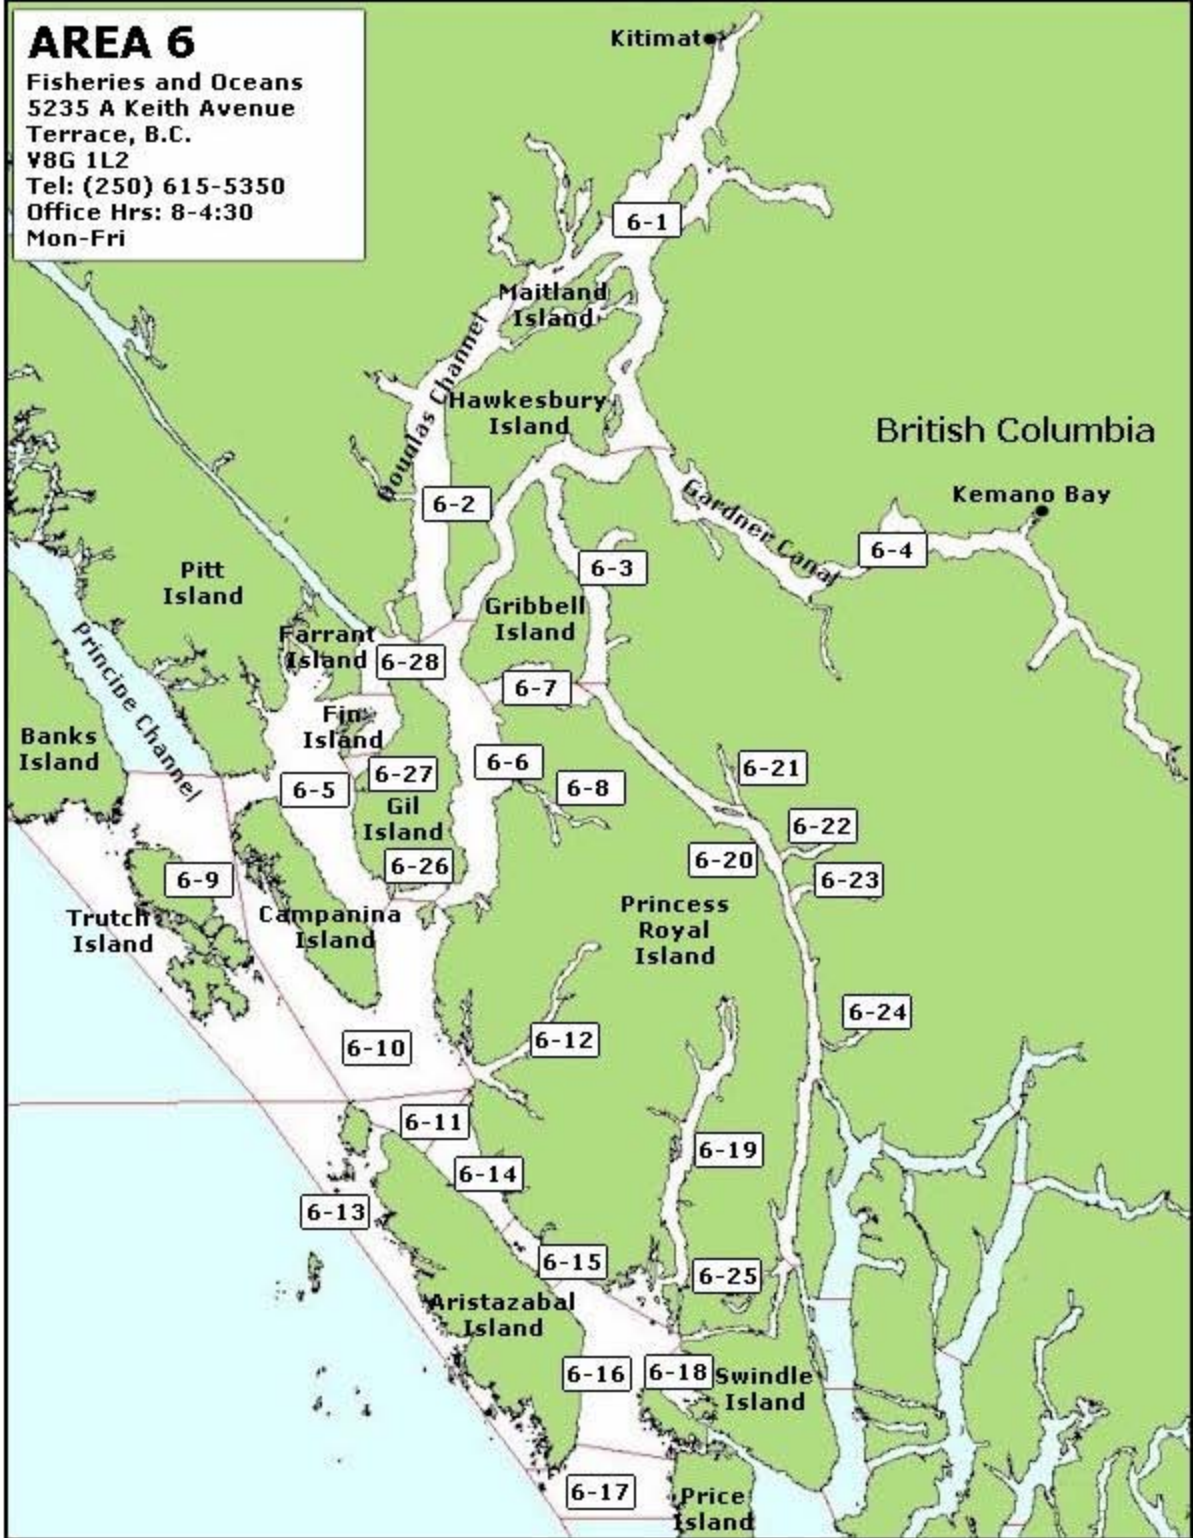 AREA 6
Fisheries and Oceans
5235 A Keith Avenue
Terrace, B.C.
V8G 1L2
Tel: (250) 615-5350
Office Hrs: 8-4:30
Mon-Fri
Kitimat
6-1
Maitland
Island
Douglas Channel
Hawkesbury
Island
British Columbia
Gardner Canal
Kemano Bay
6-2
6-4
6-3
Pitt
Island
Gribbell
Island
Farrant
Island
6-28
Principe Channel
6-7
Fin
Island
Banks
Island
6-5
6-27
6-6
6-8
6-21
Gil
Island
6-22
6-26
6-20
6-23
6-9
Trutch
Island
Campanina
Island
Princess
Royal
Island
6-24
6-10
6-12
6-11
6-19
6-14
6-13
6-15
6-25
Aristazabal
Island
6-16
6-18
Swindle
Island
6-17
Price
Island